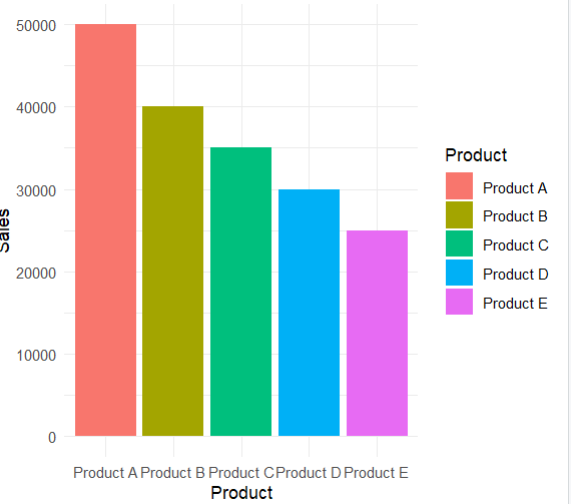 50000
40000
30000
20000
10000
0
Sales
Product A Product B Product C Product D Product E
Product
Product
Product A
Product B
Product C
Product D
Product E